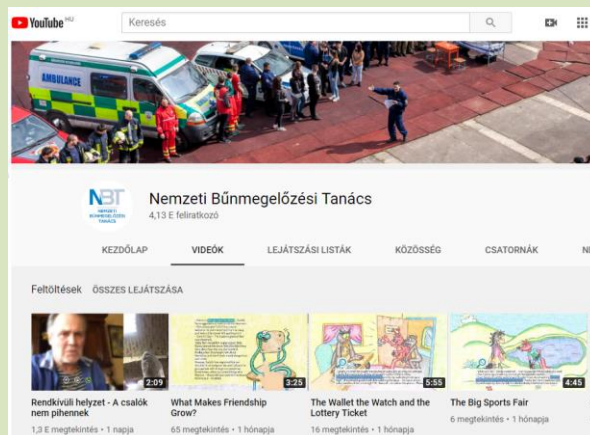 YouTube HU
Keresés
AMBULANCE
NBT
NEMZETI
BŰNMEGELŐZÉSI
TANÁCS
Nemzeti Bűnmegelőzési Tanács
4,13 E feliratkozó
KEZDŐLAP VIDEÓK LEJÁTSZÁSI LISTÁK KÖZÖSSÉG CSATORNÁK
Feltöltések ÖSSZES LEJÁTSZÁSA
2:09 3:25 5:55 4:45
Rendkívüli helyzet - A csalók
nem pihennek
1,3 E megtekintés • 1 napja
What Makes Friendship
Grow?
65 megtekintés • 1 hónapja
The Wallet the Watch and the
Lottery Ticket
16 megtekintés • 1 hónapja
The Big Sports Fair
6 megtekintés • 1 hónapja